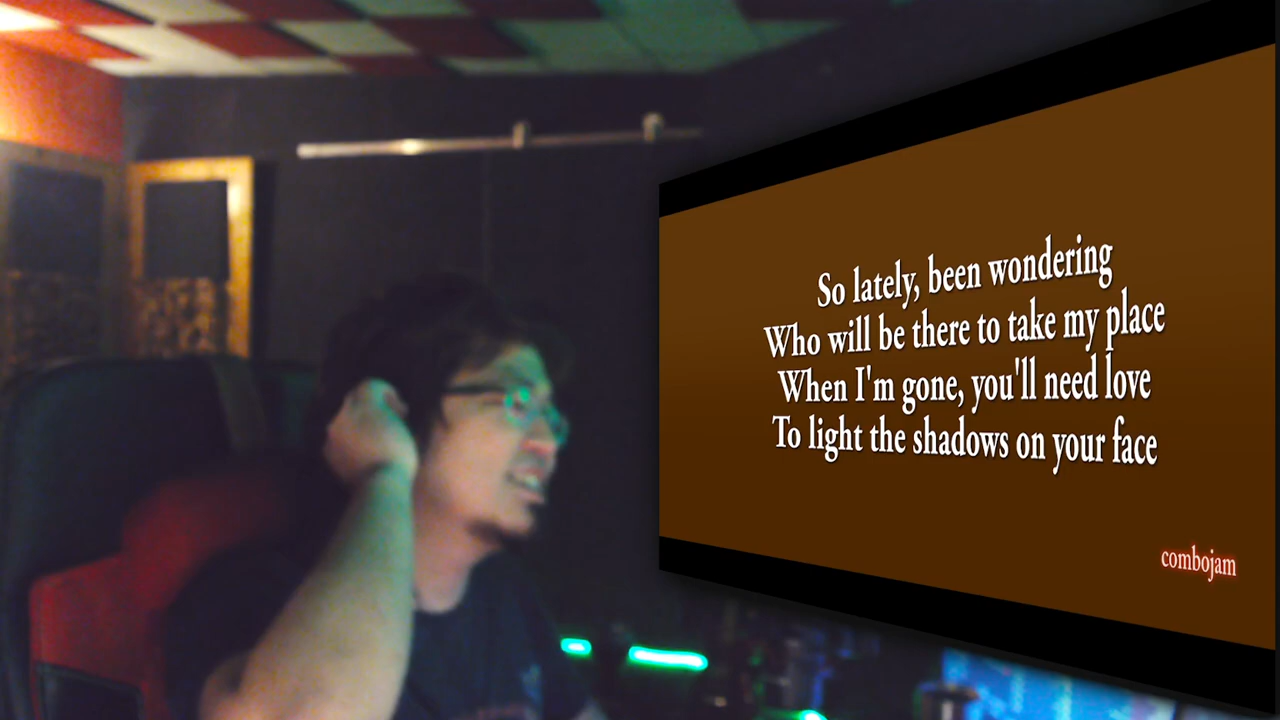 So lately, been wondering
Who will be there to take my place
When I'm gone, you'll need love
To light the shadows on your face
combojam